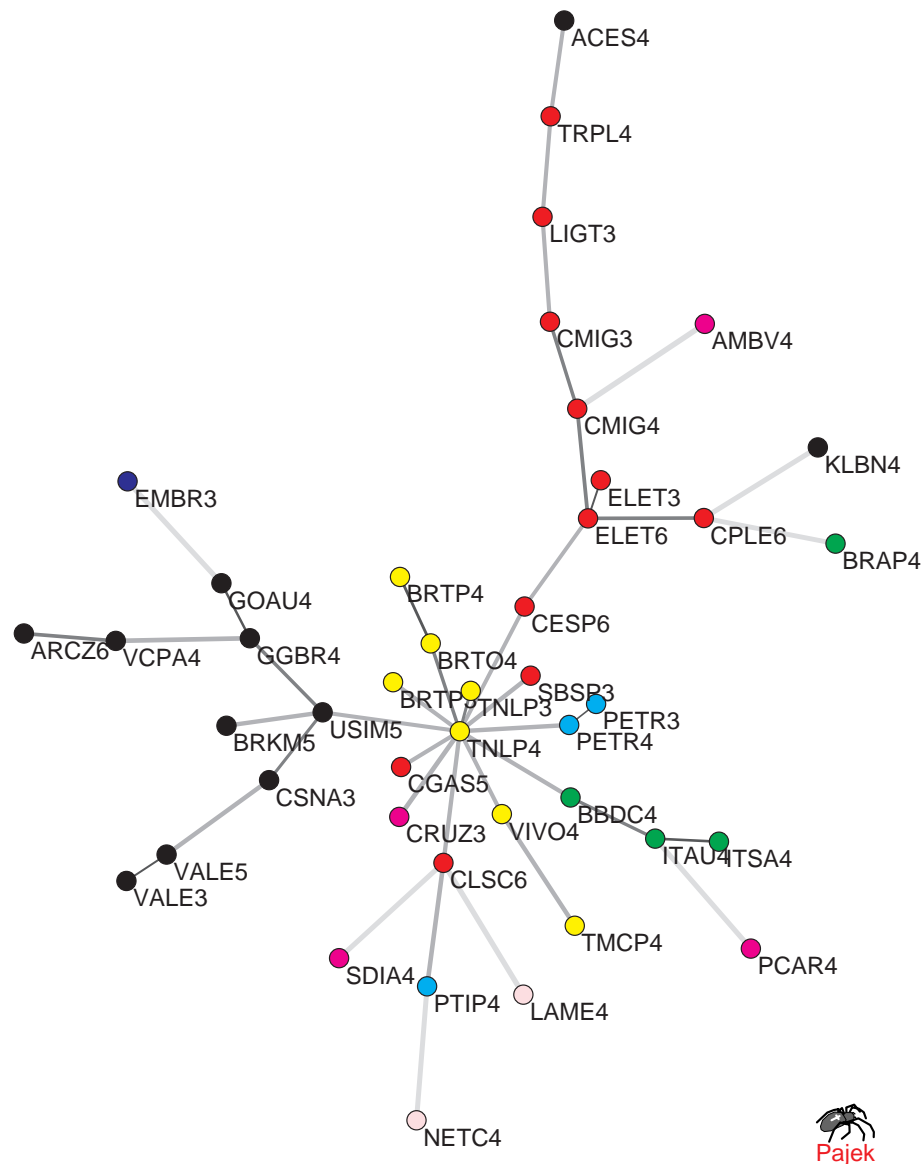 ACES4
TRPL4
LIGT3
CMIG3
AMBV4
CMIG4
KLBN4
EMBR3
ELET3
ELET6
CPLE6
BRAP4
GOAU4
BRTP4
CESP6
ARCZ6
VCPA4
GGBR4
BRTO4
BRTP3
TNLP3
SBSP3
PETR3
BRKM5
USIM5
TNLP4
PETR4
CGAS5
CSNA3
BBDC4
CRUZ3
VIVO4
ITAU4
ITSA4
VALE5
CLSC6
VALE3
TMCP4
PCAR4
SDIA4
PTIP4
LAME4
NETC4
Pajek